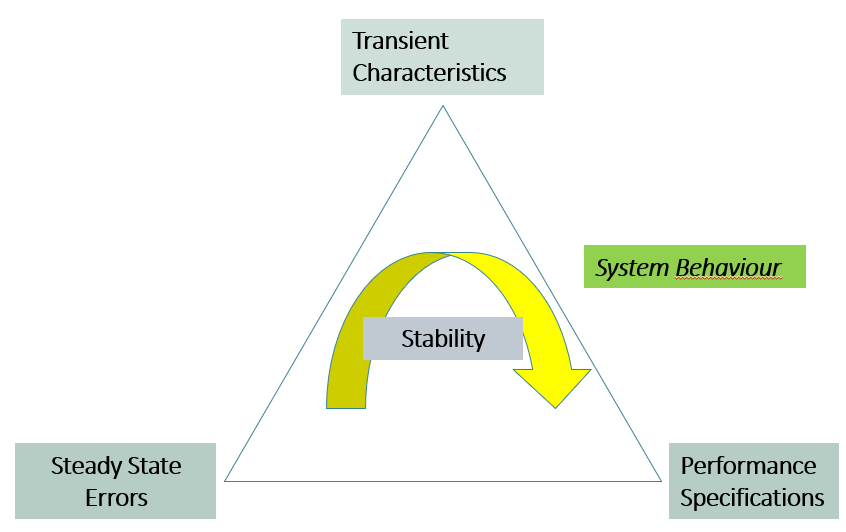 Transient
Characteristics
System Behaviour
Stability
Steady State
Errors
Performance
Specifications